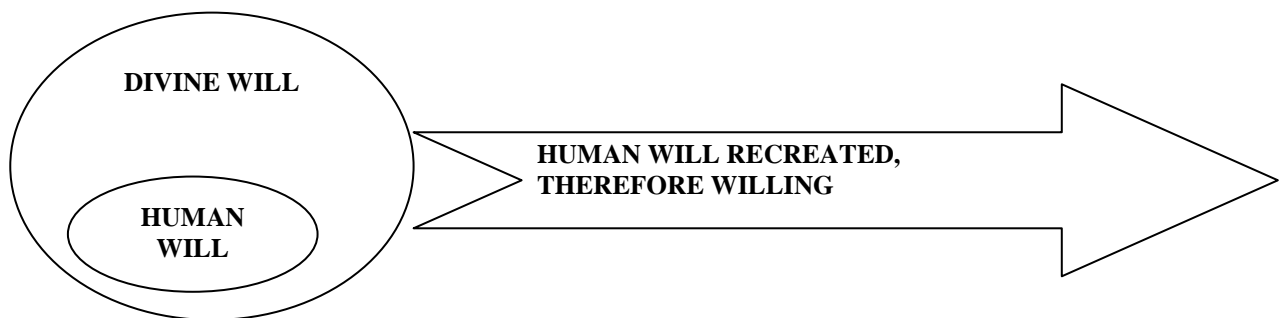 DIVINE WILL
HUMAN
WILL
HUMAN WILL RECREATED,
THEREFORE WILLING